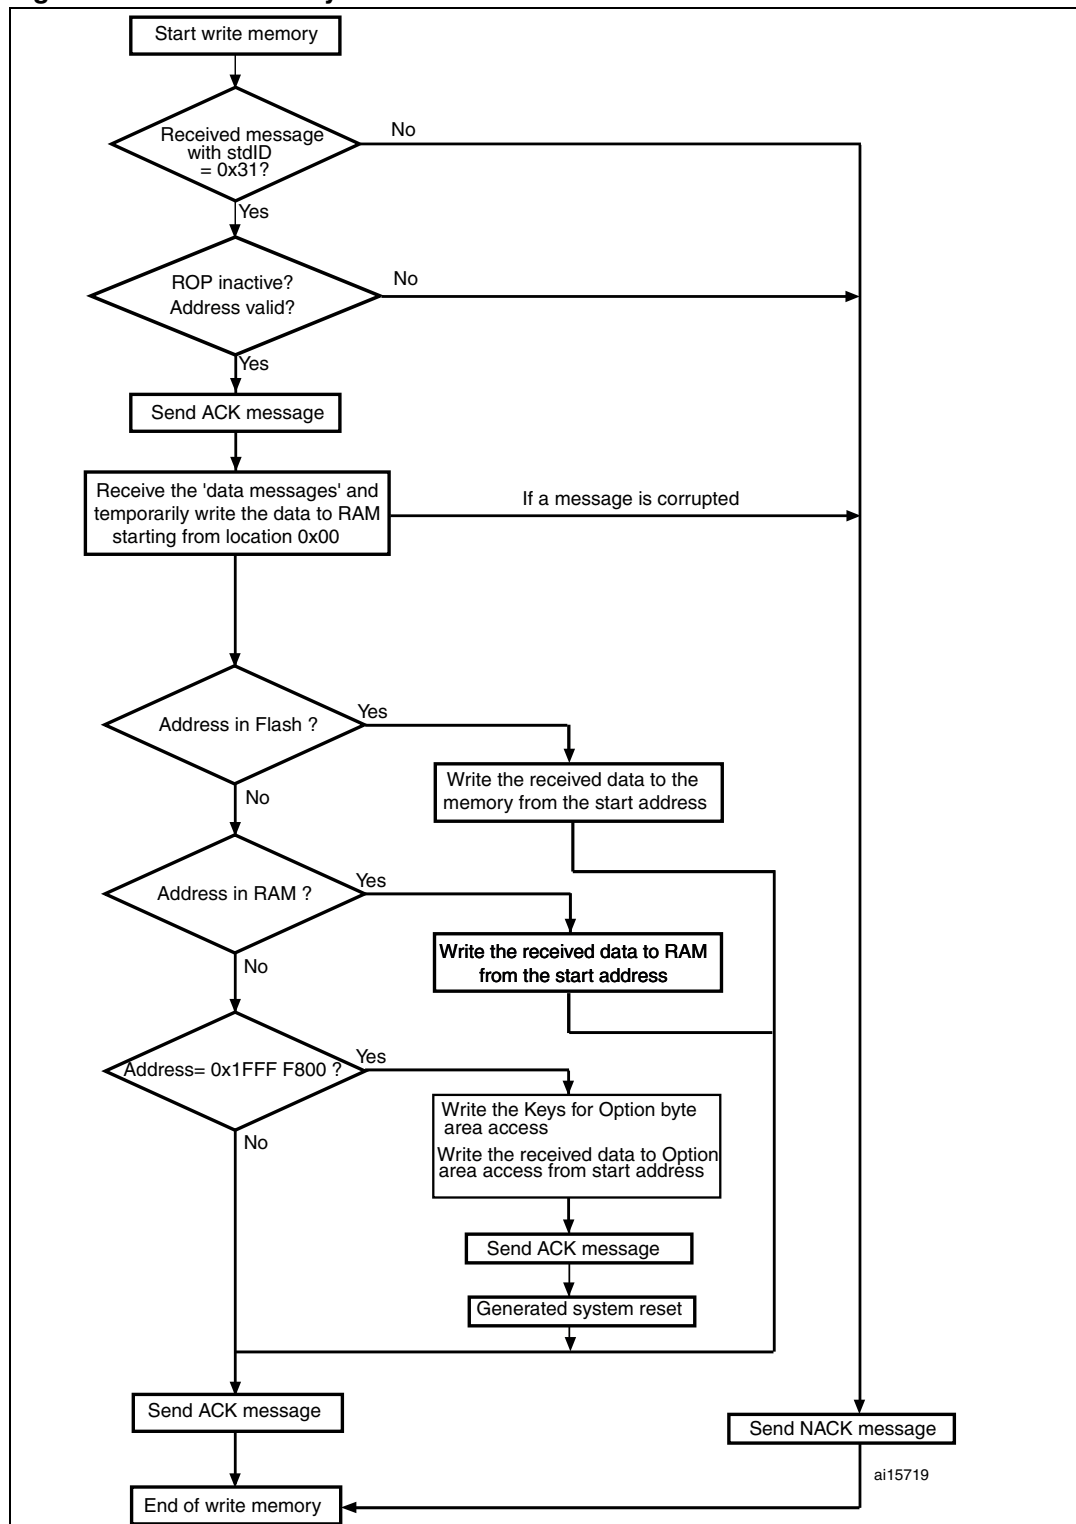 Start write memory
Received message
with stdID
= 0x31?
No
Yes
ROP inactive?
Address valid?
No
Yes
Send ACK message
Receive the 'data messages' and
temporarily write the data to RAM
starting from location 0x00
If a message is corrupted
Address in Flash ?
Yes
Write the received data to the
memory from the start address
No
Address in RAM ?
Yes
Write the received data to RAM
from the start address
No
Address= 0x1FFF F800 ?
Yes
Write the Keys for Option byte
area access
Write the received data to Option
area access from start address
No
Send ACK message
Generated system reset
Send ACK message
Send NACK message
ai15719
End of write memory